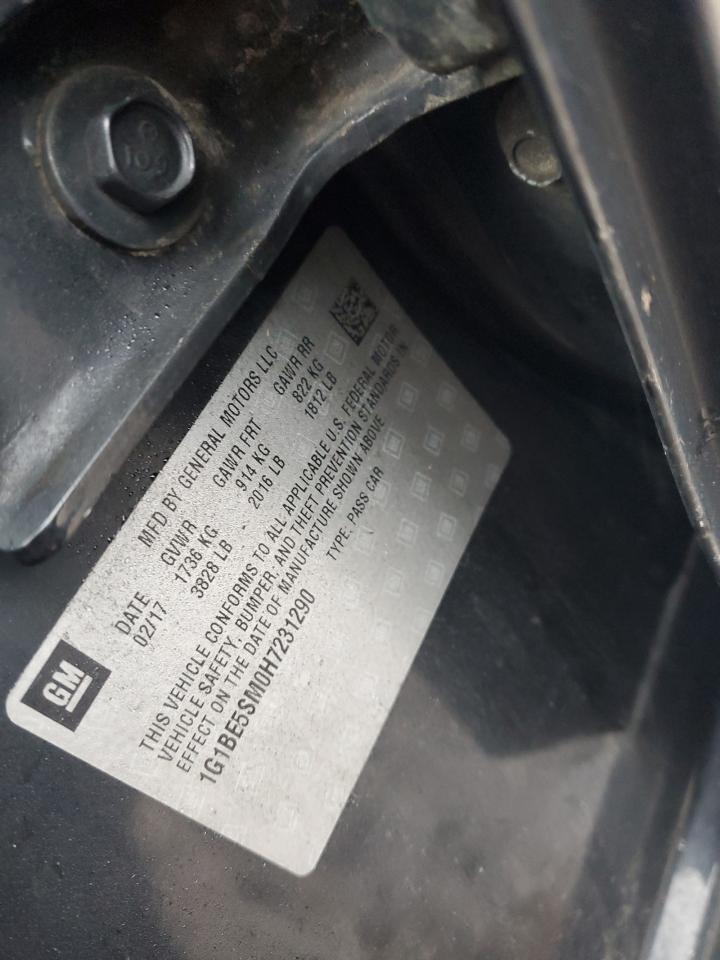 GM
MFD BY GENERAL MOTORS LLC
DATE GVWR GAWR FRT GAWR RR
02/17 1736 KG 914 KG 822 KG
3828 LB 2016 LB 1812 LB
THIS VEHICLE CONFORMS TO ALL APPLICABLE U.S. FEDERAL MOTOR
VEHICLE SAFETY, BUMPER, AND THEFT PREVENTION STANDARDS IN
EFFECT ON THE DATE OF MANUFACTURE SHOWN ABOVE
1G1BE5SM0H7231290 TYPE: PASS CAR